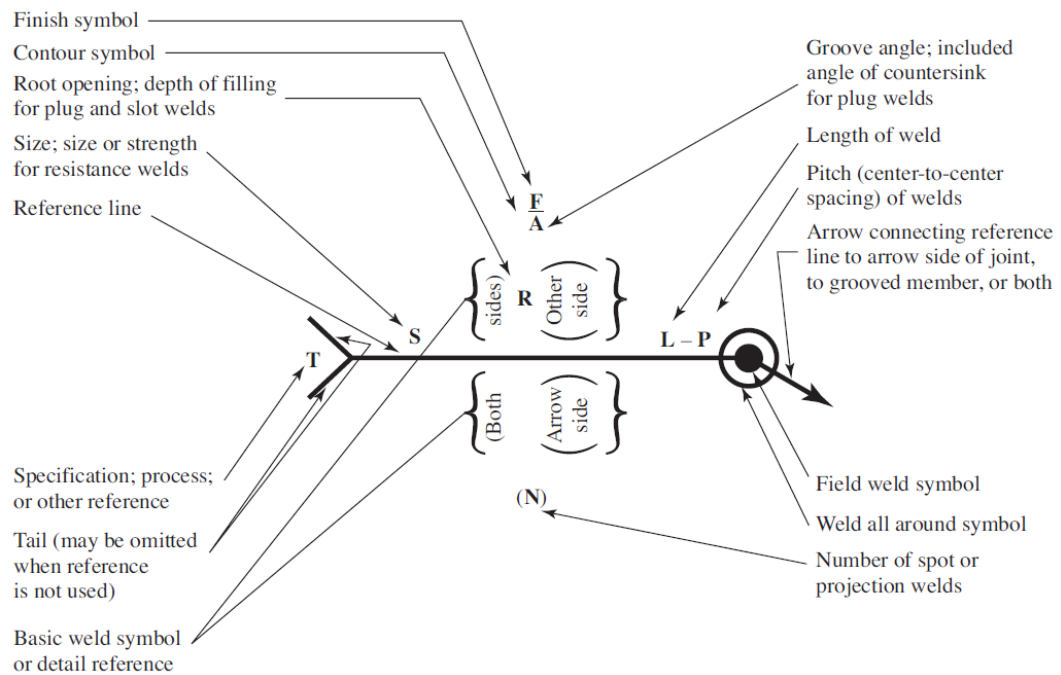 Finish symbol
Contour symbol
Root opening; depth of filling
for plug and slot welds
Size; size or strength
for resistance welds
Reference line
Groove angle; included
angle of countersink
for plug welds
Length of weld
Pitch (center-to-center
spacing) of welds
Arrow connecting reference
line to arrow side of joint,
to grooved member, or both
F
A
sides)
R
(Other
side)
S
L – P
T
(Both
(Arrow
side)
(N)
Specification; process;
or other reference
Tail (may be omitted
when reference
is not used)
Basic weld symbol
or detail reference
Field weld symbol
Weld all around symbol
Number of spot or
projection welds